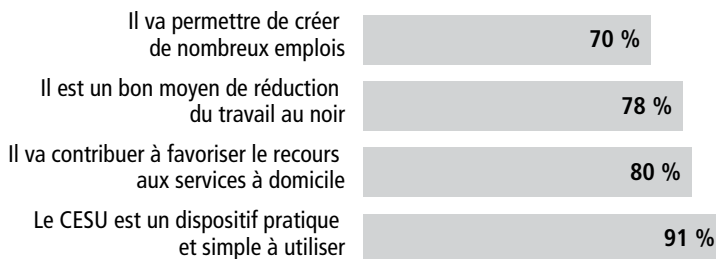 Il va permettre de créer
de nombreux emplois
70 %
Il est un bon moyen de réduction
du travail au noir
78 %
Il va contribuer à favoriser le recours
aux services à domicile
80 %
Le CESU est un dispositif pratique
et simple à utiliser
91 %